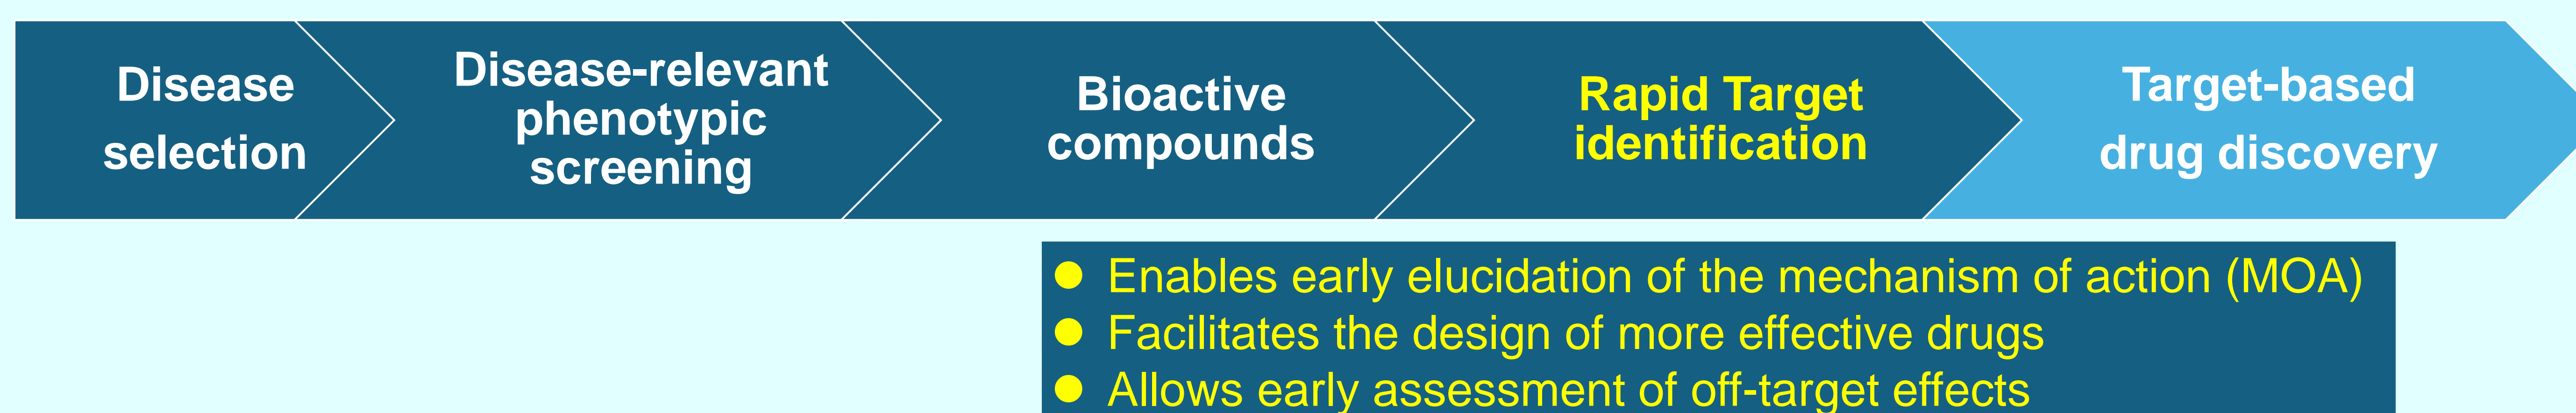 Disease
selection
Disease-relevant
phenotypic
screening
Bioactive
compounds
Rapid Target
identification
Target-based
drug discovery
● Enables early elucidation of the mechanism of action (MOA)
● Facilitates the design of more effective drugs
● Allows early assessment of off-target effects